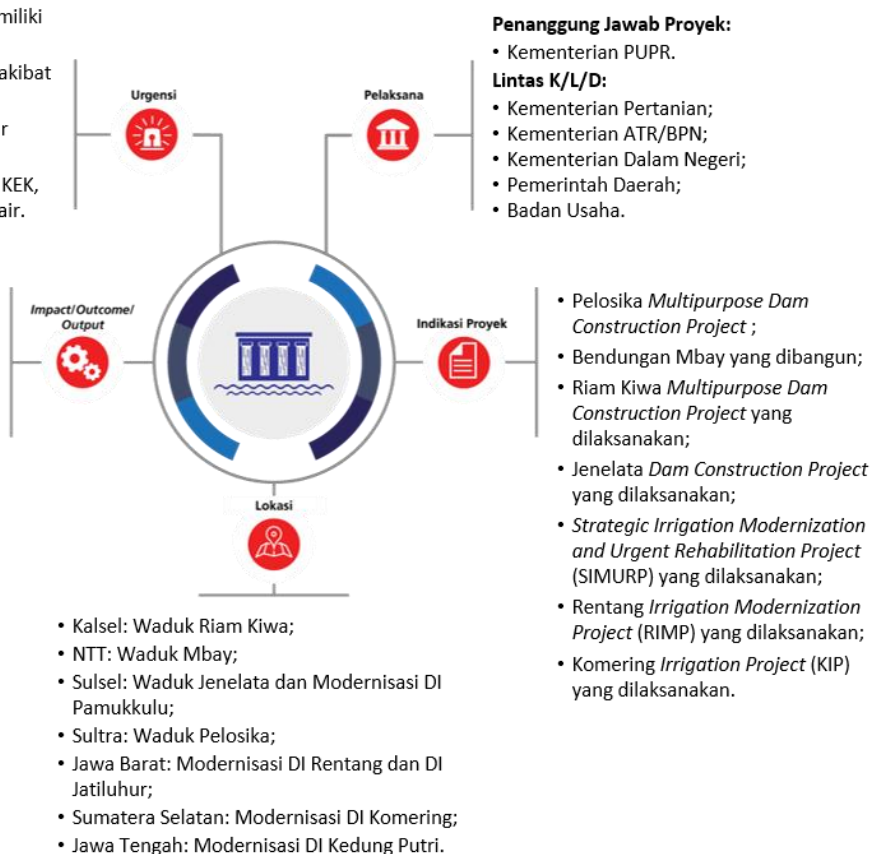 miliki
akibat
r
KEK,
air.
Urgensi
Pelaksana
Penanggung Jawab Proyek:
• Kementerian PUPR.
Lintas K/L/D:
• Kementerian Pertanian;
• Kementerian ATR/BPN;
• Kementerian Dalam Negeri;
• Pemerintah Daerah;
• Badan Usaha.
Impact/Outcome/
Output
Indikasi Proyek
• Pelosika Multipurpose Dam
Construction Project ;
• Bendungan Mbay yang dibangun;
• Riam Kiwa Multipurpose Dam
Construction Project yang
dilaksanakan;
• Jenelata Dam Construction Project
yang dilaksanakan;
• Strategic Irrigation Modernization
and Urgent Rehabilitation Project
(SIMURP) yang dilaksanakan;
• Rentang Irrigation Modernization
Project (RIMP) yang dilaksanakan;
• Komering Irrigation Project (KIP)
yang dilaksanakan.
Lokasi
• Kalsel: Waduk Riam Kiwa;
• NTT: Waduk Mbay;
• Sulsel: Waduk Jenelata dan Modernisasi DI
Pamukkulu;
• Sultra: Waduk Pelosika;
• Jawa Barat: Modernisasi DI Rentang dan DI
Jatiluhur;
• Sumatera Selatan: Modernisasi DI Komering;
• Jawa Tengah: Modernisasi DI Kedung Putri.